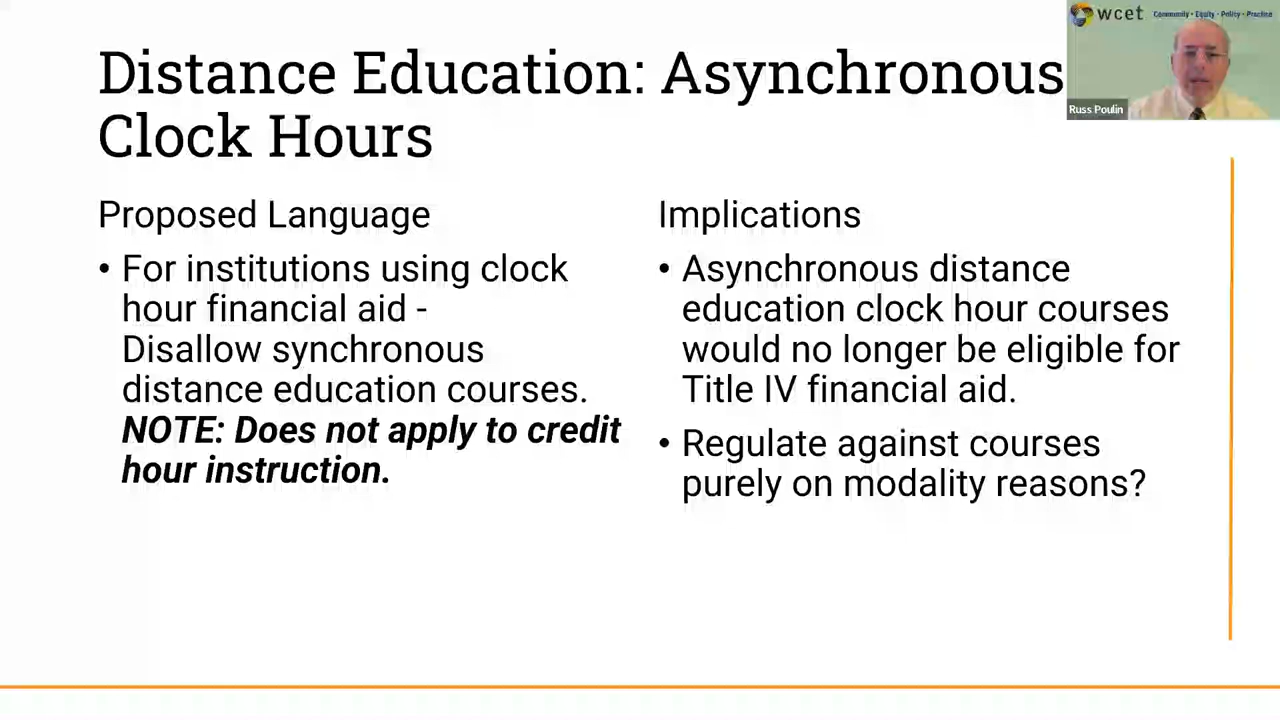 wcet Community • Equity • Policy • Practice
Russ Poulin
Distance Education: Asynchronous
Clock Hours
Proposed Language
• For institutions using clock
hour financial aid -
Disallow synchronous
distance education courses.
NOTE: Does not apply to credit
hour instruction.
Implications
• Asynchronous distance
education clock hour courses
would no longer be eligible for
Title IV financial aid.
• Regulate against courses
purely on modality reasons?